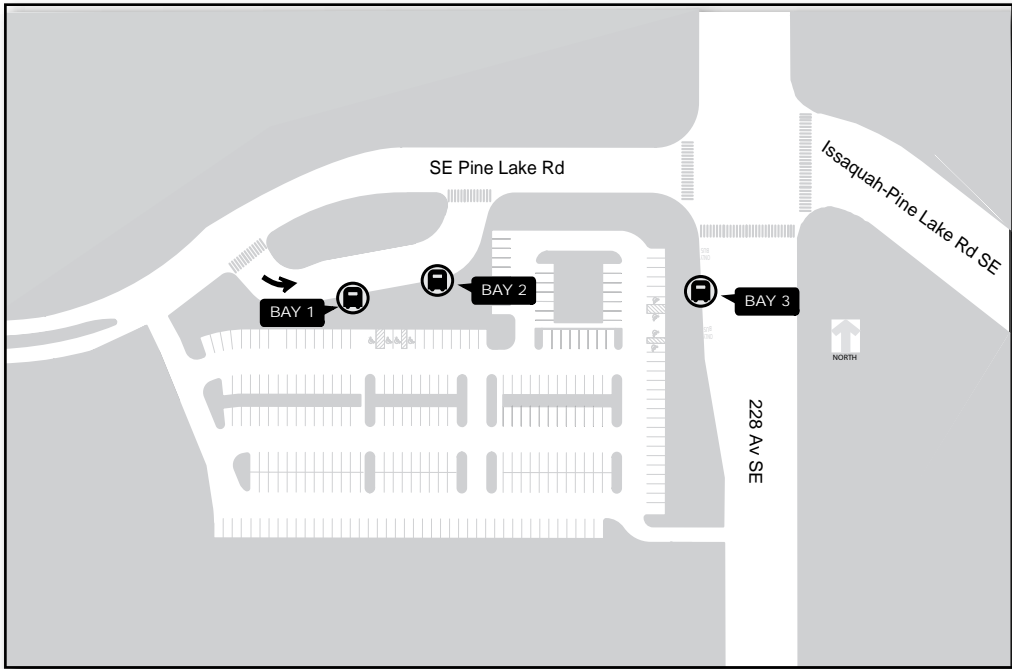 SE Pine Lake Rd
Issaquah-Pine Lake Rd SE
BAY 1
BAY 2
BAY 3
NORTH
228 Av SE